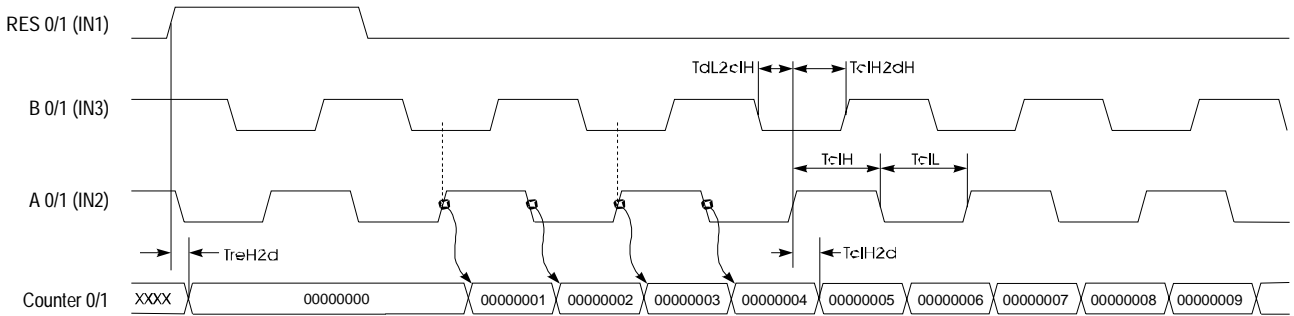 RES 0/1 (IN1)
TdL2clH
TclH2dH
B 0/1 (IN3)
TclH
TclL
A 0/1 (IN2)
TreH2d
TclH2d
Counter 0/1
XXXX
00000000
00000001
00000002
00000003
00000004
00000005
00000006
00000007
00000008
00000009